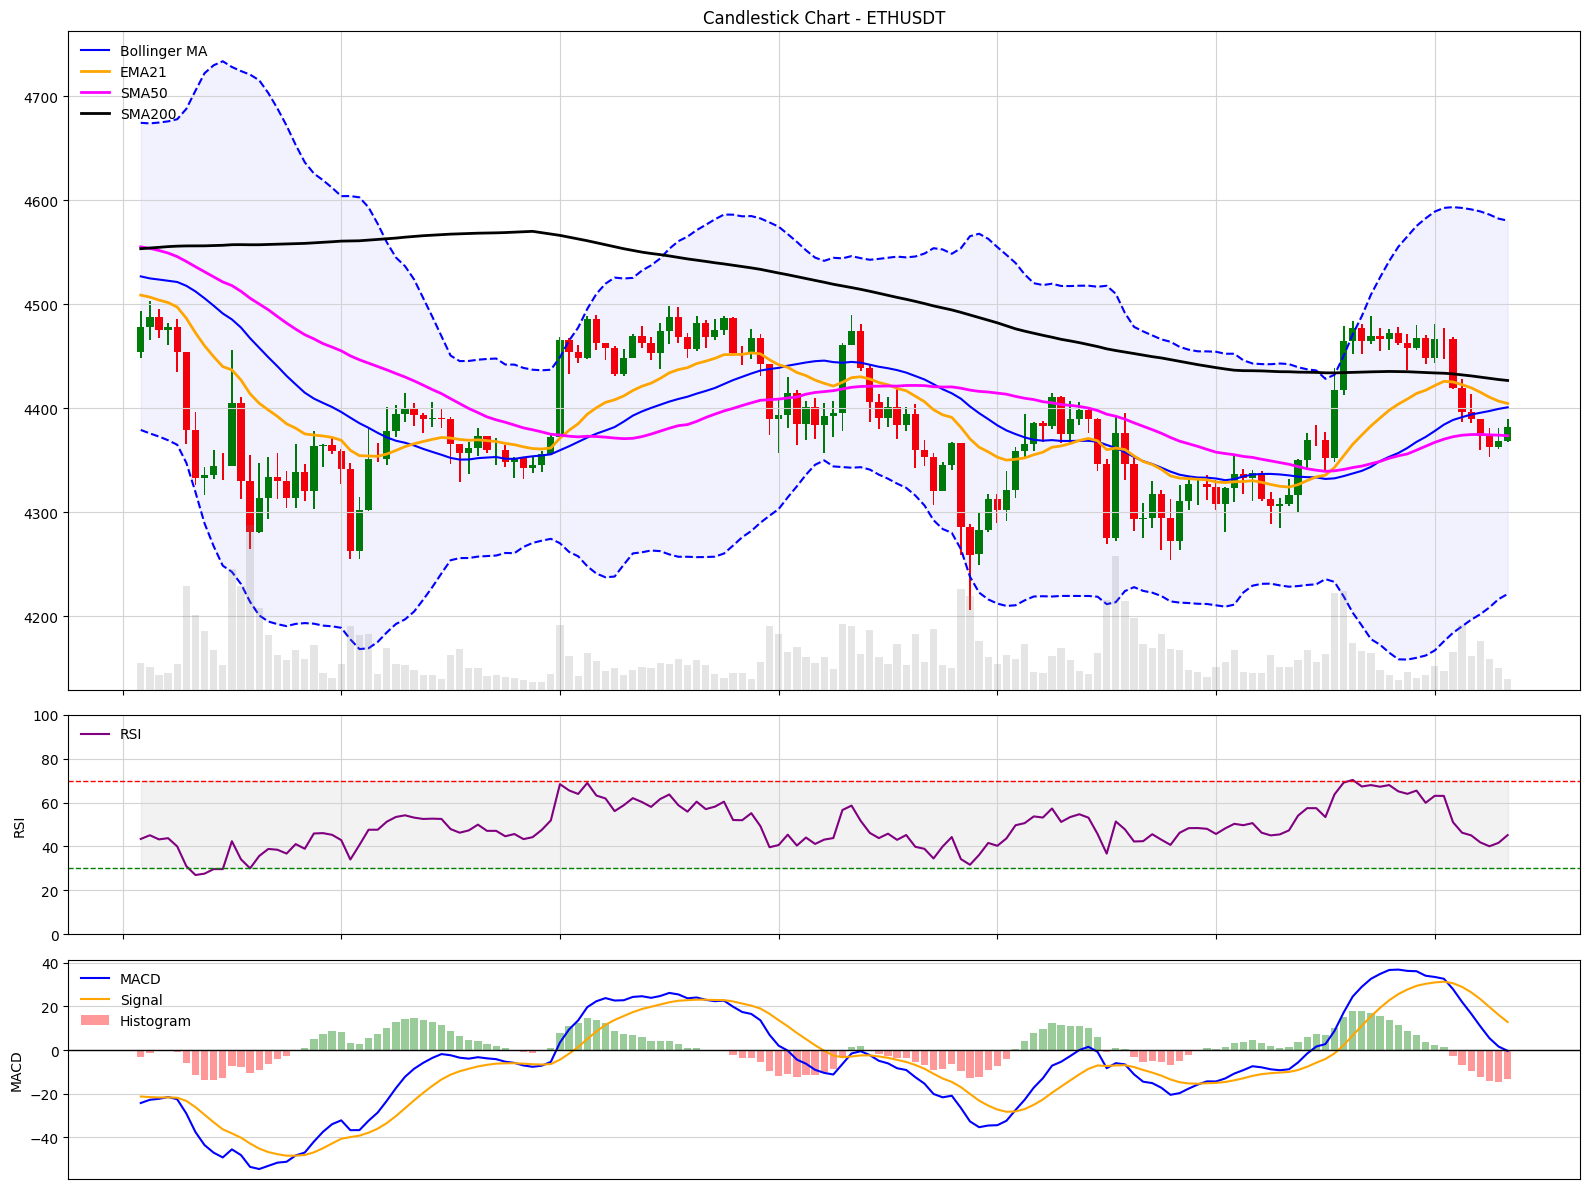 Candlestick Chart - ETHUSDT
Bollinger MA
EMA21
SMA50
SMA200
4700
4600
4500
4400
4300
4200
RSI
100
80
60
40
20
0
RSI
MACD
Signal
Histogram
40
20
0
−20
−40
MACD